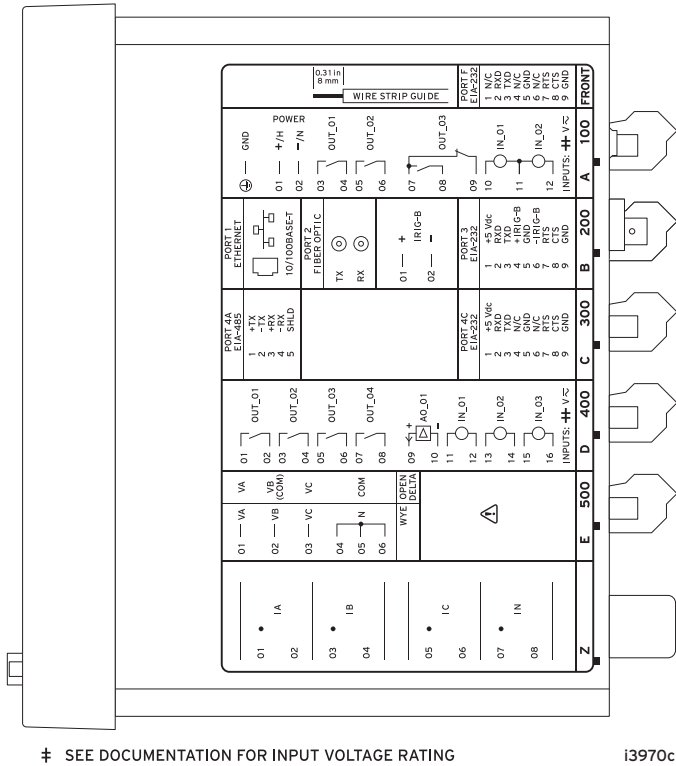 0.31 in
8 mm
WIRE STRIP GUIDE
PORT F
EIA-232
1 N/C
2 RXD
3 TXD
4 N/C
5 GND
6 N/C
7 RTS
8 CTS
9 GND
FRONT
GND
POWER
01 +/H
02 −/N
03
04
OUT_01
05
06
OUT_02
07
08
09
OUT_03
10
11
12
IN_01
IN_02
INPUTS: ‡ V
A 100
PORT 1
ETHERNET
10/100BASE-T
PORT 2
FIBER OPTIC
TX
RX
IRIG-B
01 +
02 −
PORT 3
EIA-232
1 +5 Vdc
2 RXD
3 TXD
4 +IRIG-B
5 GND
6 −IRIG-B
7 RTS
8 CTS
9 GND
B 200
PORT 4A
EIA-485
1 +TX
2 −TX
3 +RX
4 −RX
5 SHLD
PORT 4C
EIA-232
1 +5 Vdc
2 RXD
3 TXD
4 N/C
5 GND
6 N/C
7 RTS
8 CTS
9 GND
C 300
01
02
OUT_01
03
04
OUT_02
05
06
OUT_03
07
08
OUT_04
09 +
10 −
AO_01
11
12
IN_01
13
14
IN_02
15
16
IN_03
INPUTS: ‡ V
D 400
VA
VB
(COM)
VC
COM
OPEN
DELTA
01 VA
02 VB
03 VC
04
05 N
06
WYE
E 500
01
02
IA
03
04
IB
05
06
IC
07
08
IN
Z
‡ SEE DOCUMENTATION FOR INPUT VOLTAGE RATING
i3970c